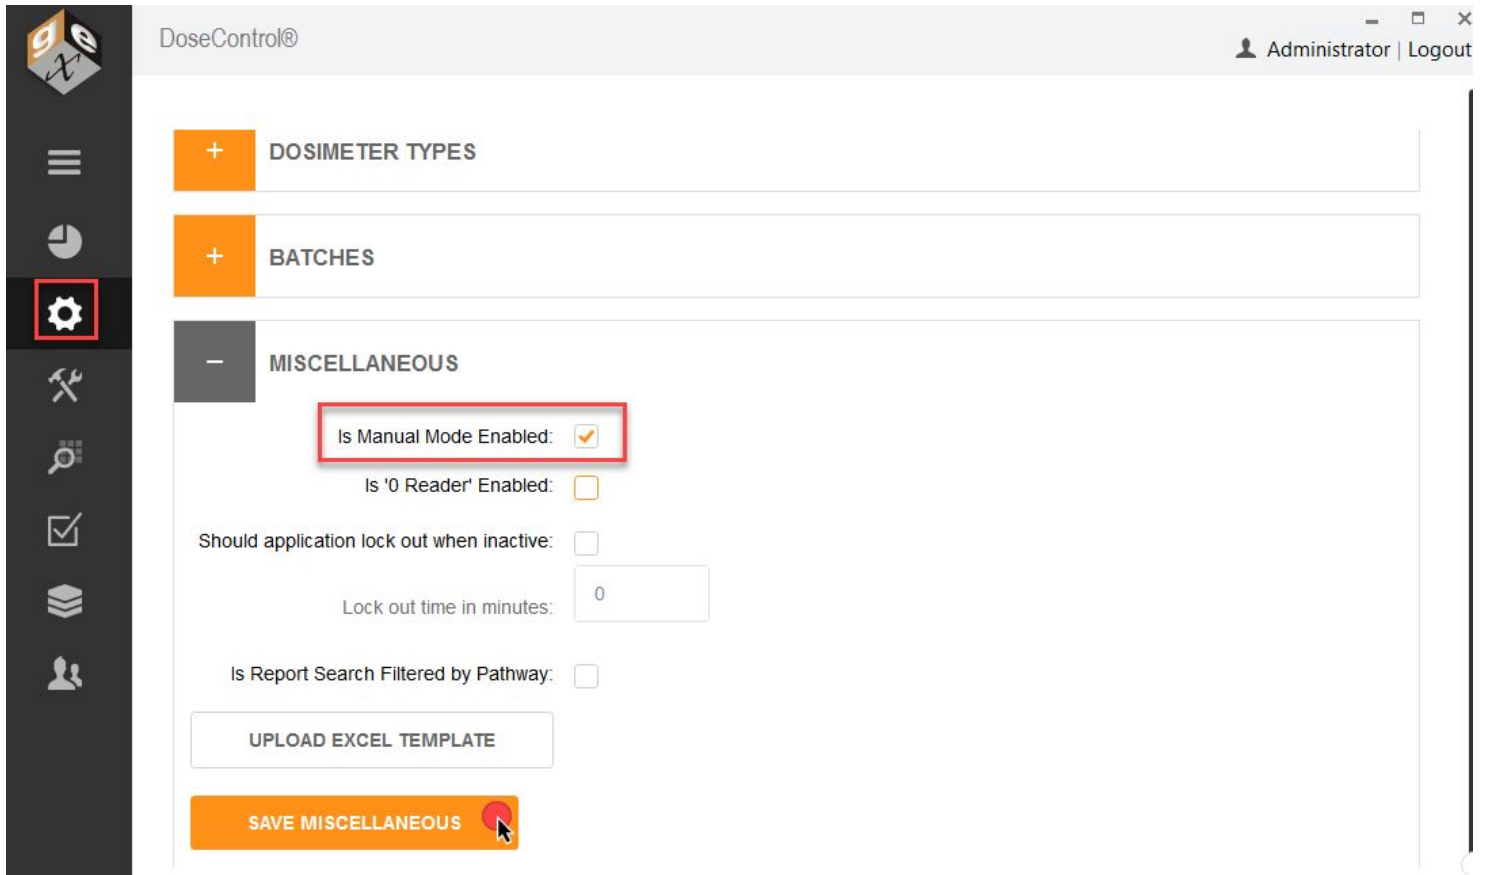 gex
DoseControl®
Administrator | Logout
+ DOSIMETER TYPES
+ BATCHES
− MISCELLANEOUS
Is Manual Mode Enabled:
Is '0 Reader' Enabled:
Should application lock out when inactive:
Lock out time in minutes: 0
Is Report Search Filtered by Pathway:
UPLOAD EXCEL TEMPLATE
SAVE MISCELLANEOUS